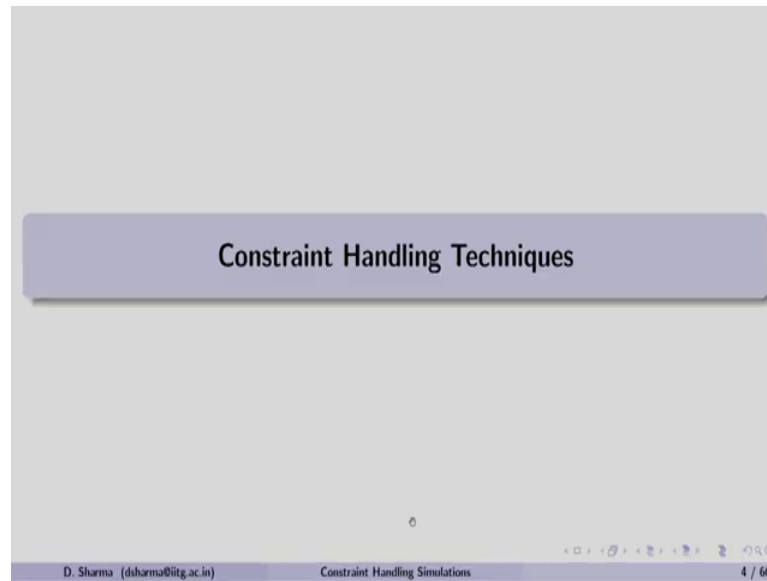 Constraint Handling Techniques
D. Sharma (dsharma@iitg.ac.in) Constraint Handling Simulations 4 / 6